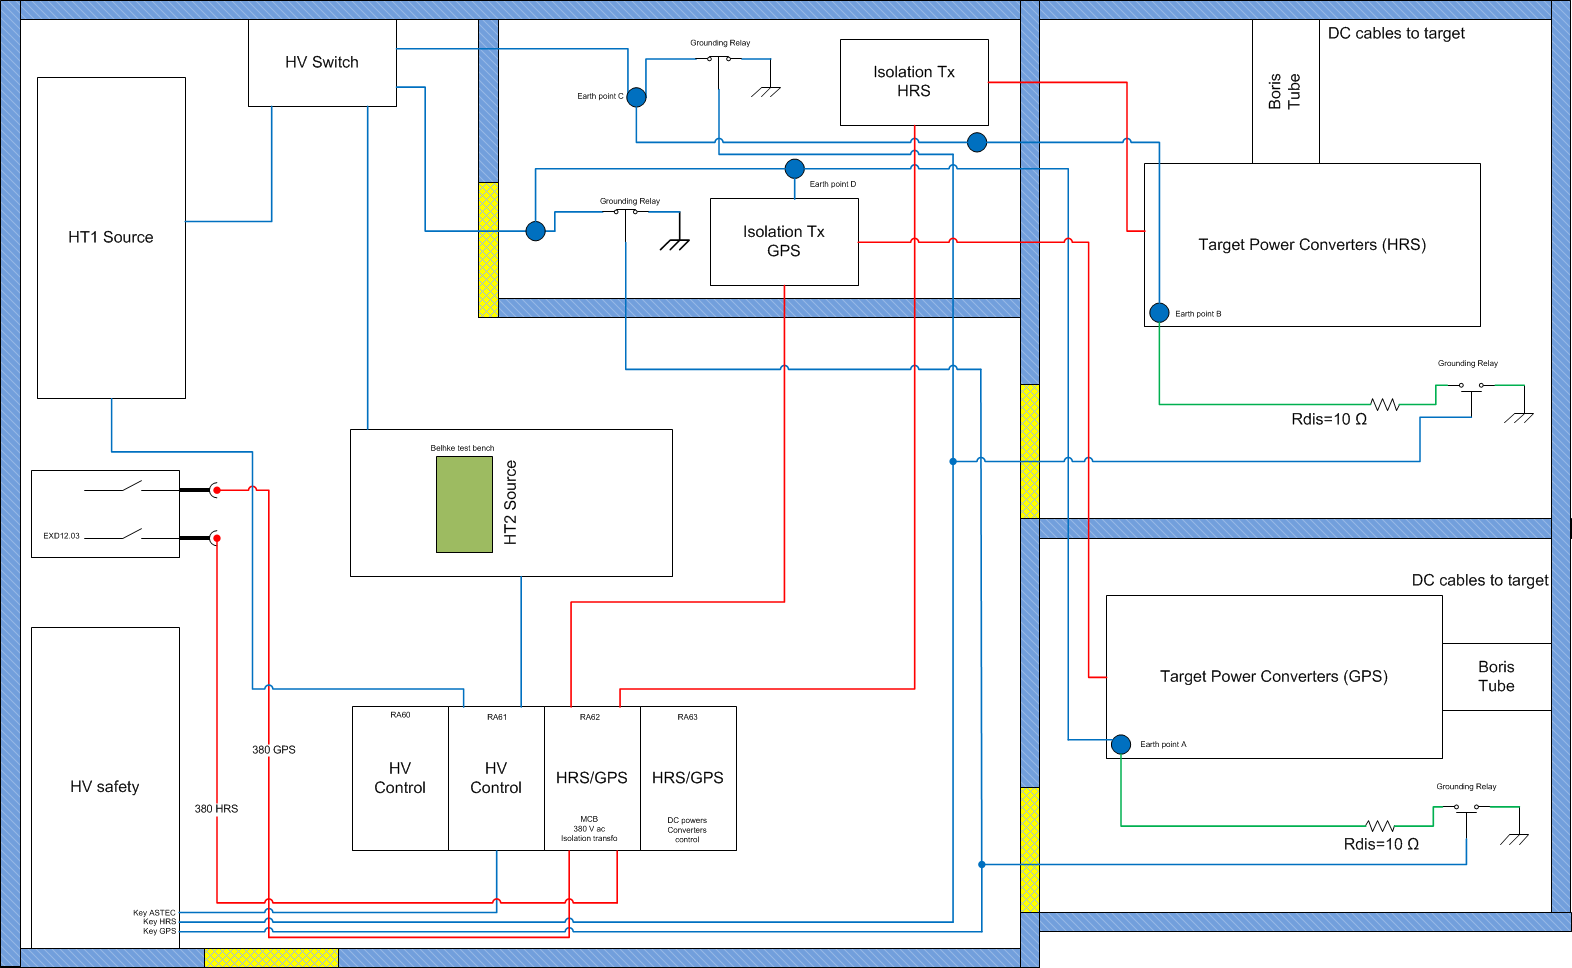 DC cables to target
HV Switch
Grounding Relay
Isolation Tx
HRS
Boris
Tube
Earth point C
Earth point D
Grounding Relay
Isolation Tx
GPS
HT1 Source
Target Power Converters (HRS)
Earth point B
Grounding Relay
Rdis=10 Ω
Belhke test bench
HT2 Source
EXD12.03
DC cables to target
Target Power Converters (GPS)
Boris
Tube
Earth point A
Grounding Relay
Rdis=10 Ω
RA60
HV
Control
RA61
HV
Control
RA62
HRS/GPS
MCB
380 V ac
Isolation transfo
RA63
HRS/GPS
DC powers
Converters
control
380 GPS
380 HRS
HV safety
Key ASTEC
Key HRS
Key GPS